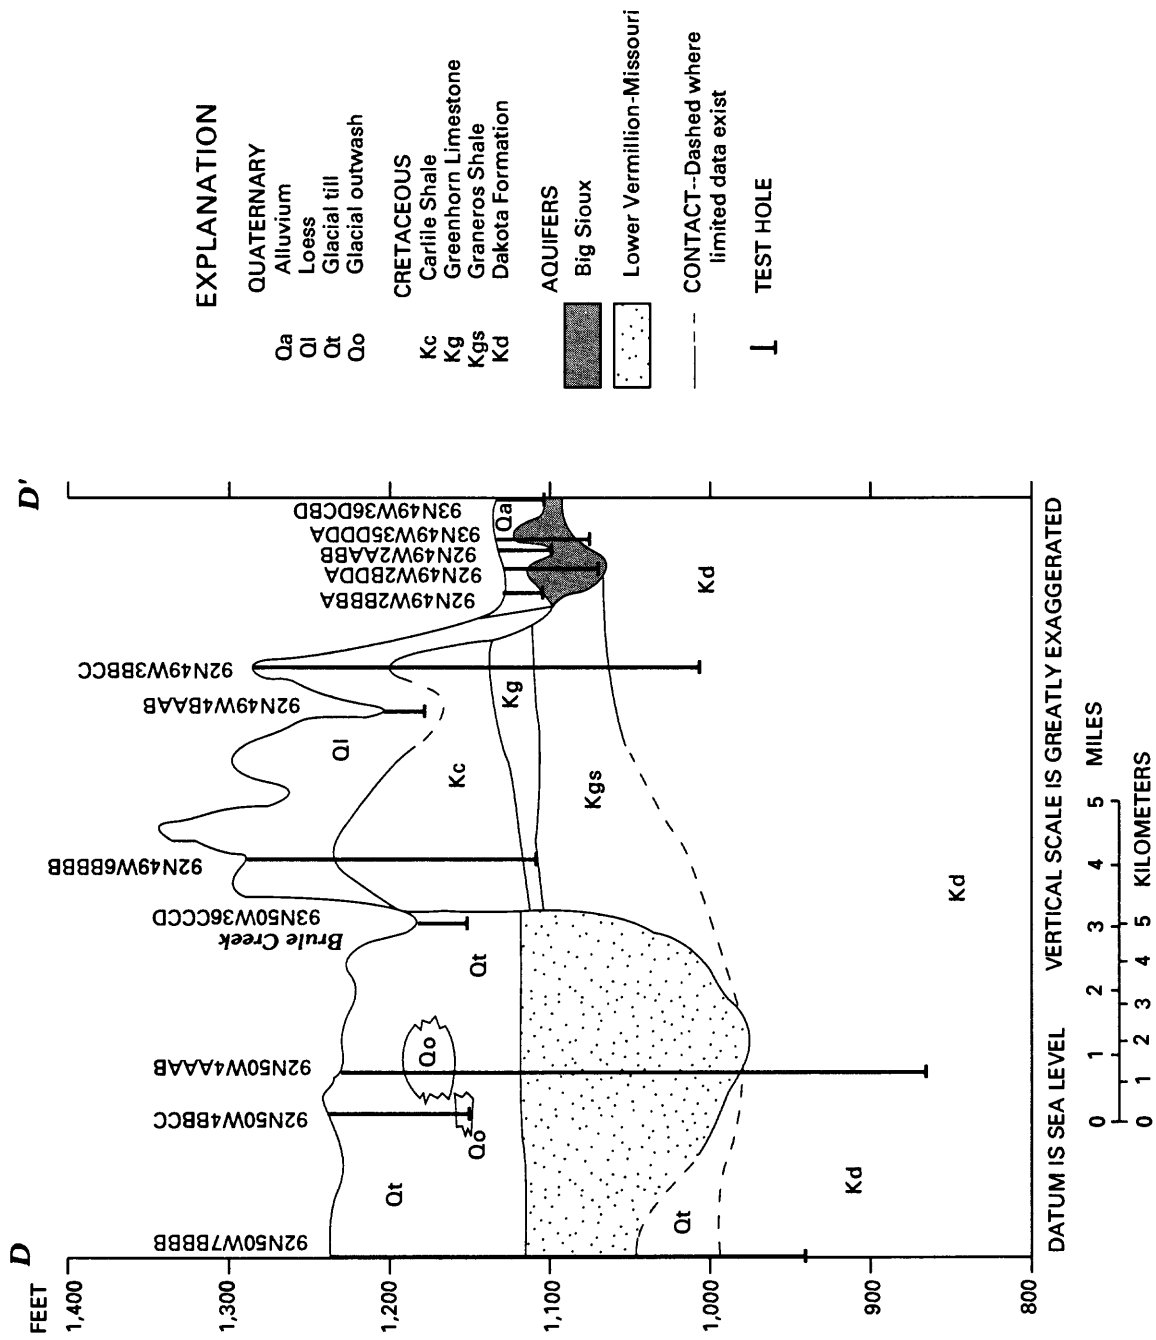 D
D'
FEET
1,400
1,300
1,200
1,100
1,000
900
800
92N50W7BBBB
92N50W4BBCC
92N50W4AAAB
Brule Creek
93N50W36CCCD
92N49W6BBBB
92N49W4BAAB
92N49W3BBCC
92N49W2BBBA
92N49W2BDDA
92N49W2AABB
93N49W35DDDA
93N49W36DCBD
Qt
Qo
Qo
Qt
Qt
Ql
Kc
Kg
Kgs
Qa
Kd
Kd
Kd
DATUM IS SEA LEVEL
VERTICAL SCALE IS GREATLY EXAGGERATED
0 1 2 3 4 5 MILES
0 1 2 3 4 5 KILOMETERS
EXPLANATION
QUATERNARY
Qa Alluvium
Ql Loess
Qt Glacial till
Qo Glacial outwash
CRETACEOUS
Kc Carlile Shale
Kg Greenhorn Limestone
Kgs Graneros Shale
Kd Dakota Formation
AQUIFERS
Big Sioux
Lower Vermillion-Missouri
CONTACT--Dashed where
limited data exist
TEST HOLE